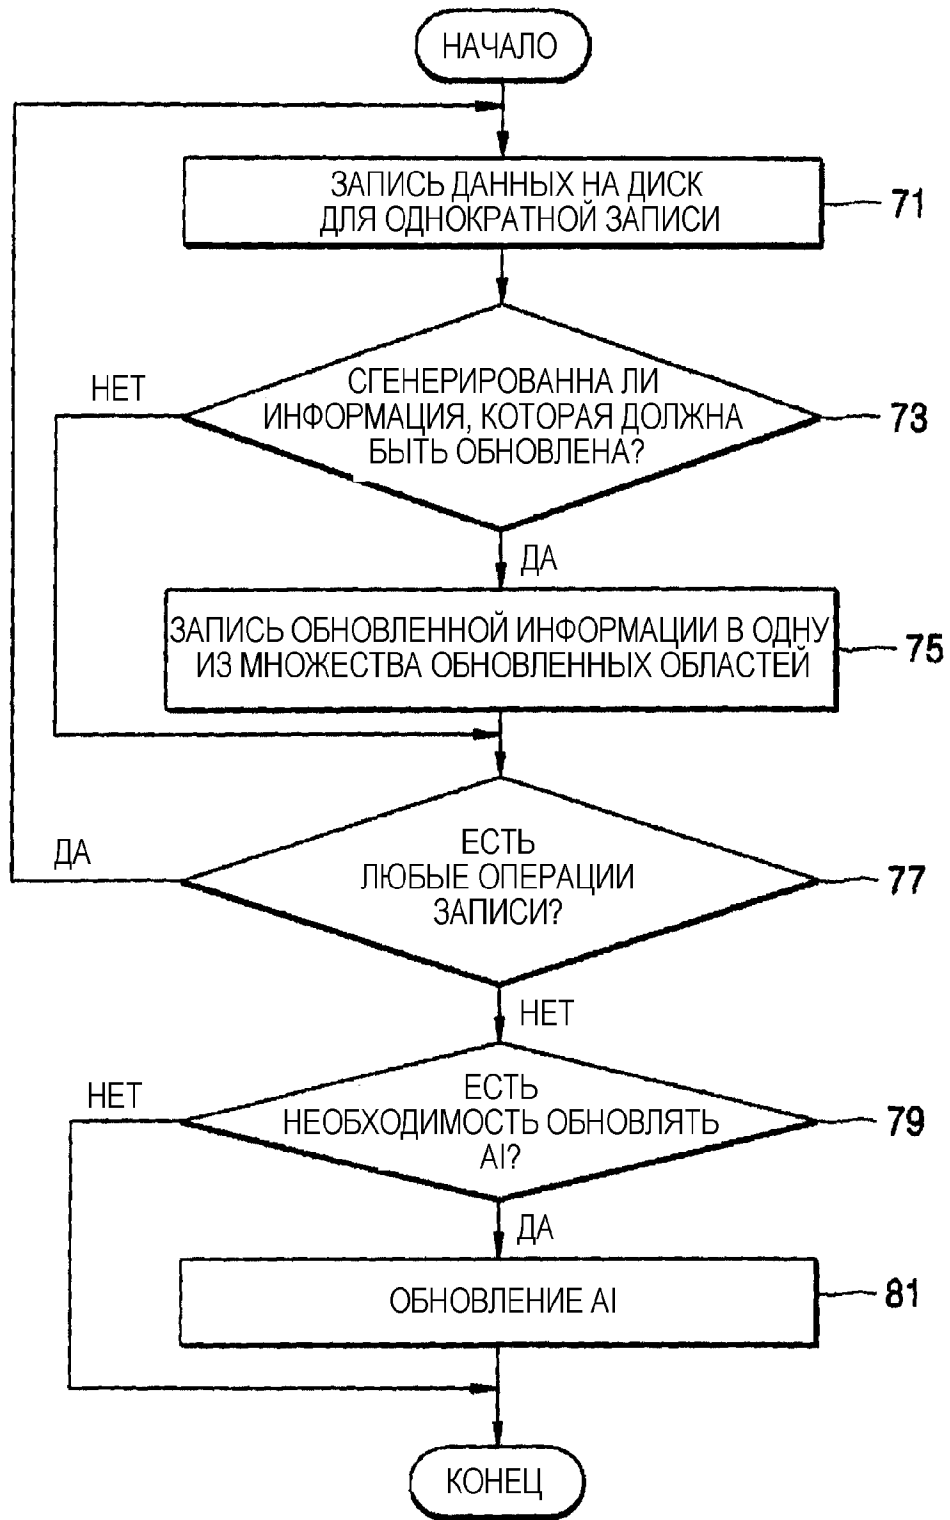 НАЧАЛО
ЗАПИСЬ ДАННЫХ НА ДИСК
ДЛЯ ОДНОКРАТНОЙ ЗАПИСИ
71
СГЕНЕРИРОВАННА ЛИ
ИНФОРМАЦИЯ, КОТОРАЯ ДОЛЖНА
БЫТЬ ОБНОВЛЕНА?
НЕТ
73
ДА
ЗАПИСЬ ОБНОВЛЕННОЙ ИНФОРМАЦИИ В ОДНУ
ИЗ МНОЖЕСТВА ОБНОВЛЕННЫХ ОБЛАСТЕЙ
75
ДА
ЕСТЬ
ЛЮБЫЕ ОПЕРАЦИИ
ЗАПИСИ?
77
НЕТ
НЕТ
ЕСТЬ
НЕОБХОДИМОСТЬ ОБНОВЛЯТЬ
AI?
79
ДА
ОБНОВЛЕНИЕ AI
81
КОНЕЦ